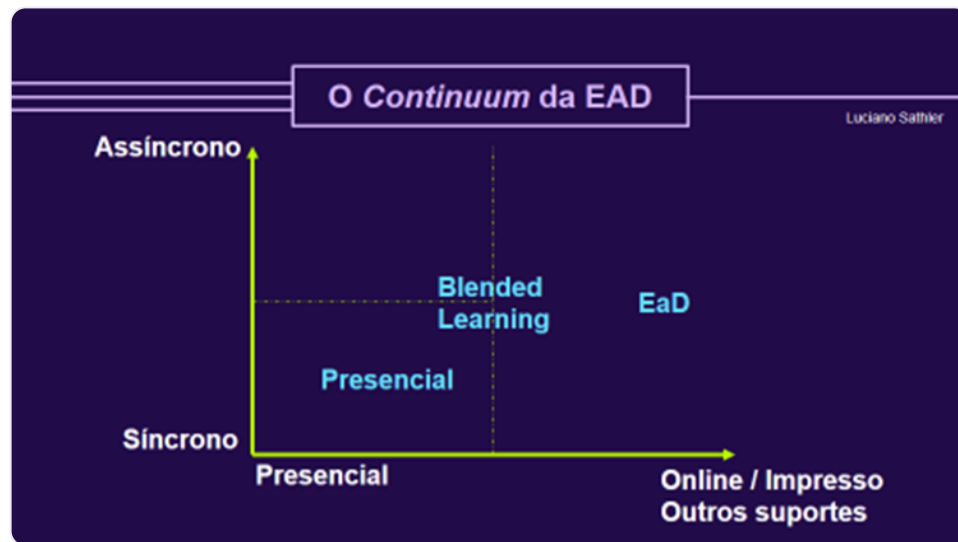 O Continuum da EAD
Luciano Sathler
Assíncrono
Blended
Learning
EaD
Presencial
Síncrono
Presencial
Online / Impresso
Outros suportes